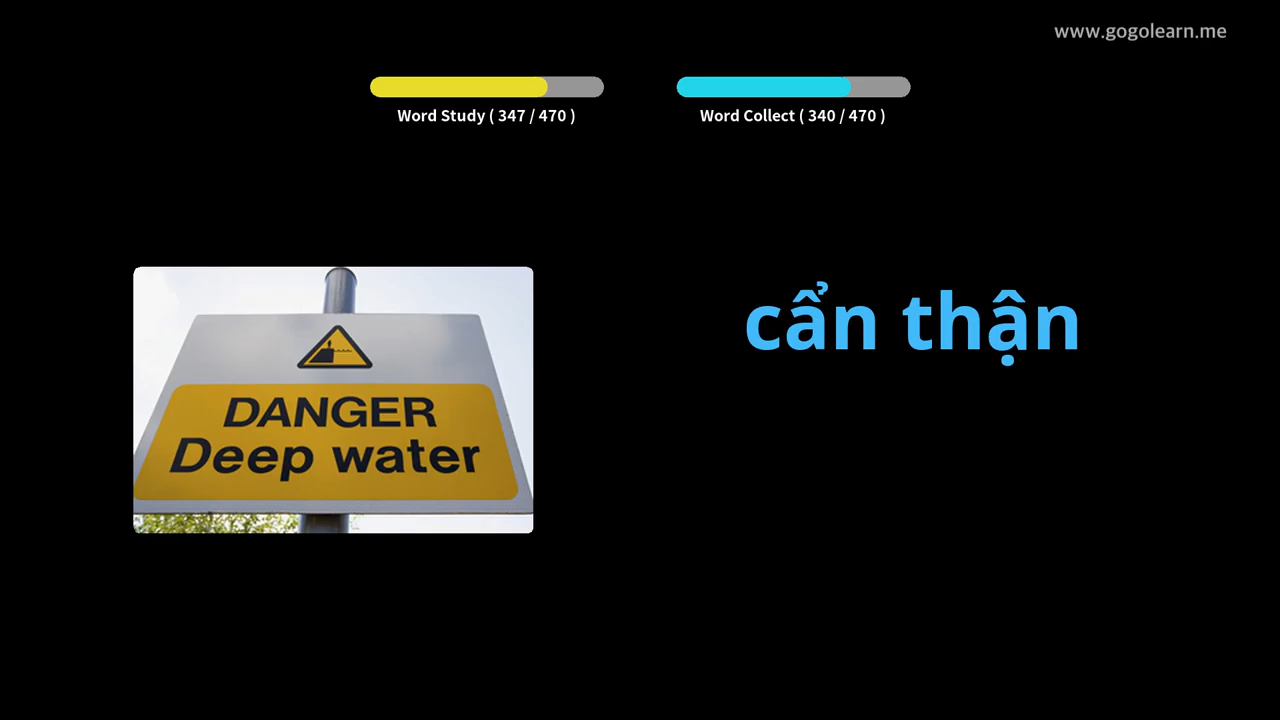 www.gogolearn.me
Word Study ( 347 / 470 )
Word Collect ( 340 / 470 )
DANGER
Deep water
cẩn thận